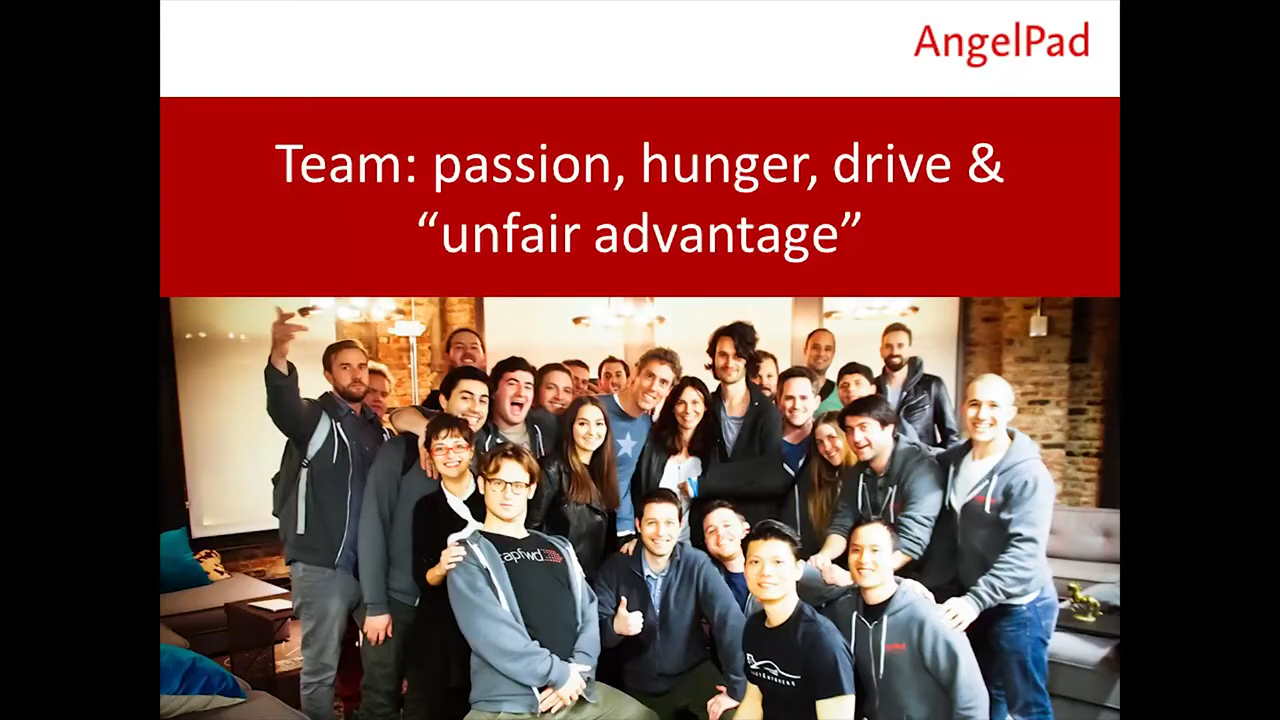 AngelPad
Team: passion, hunger, drive &
“unfair advantage”
apfwd